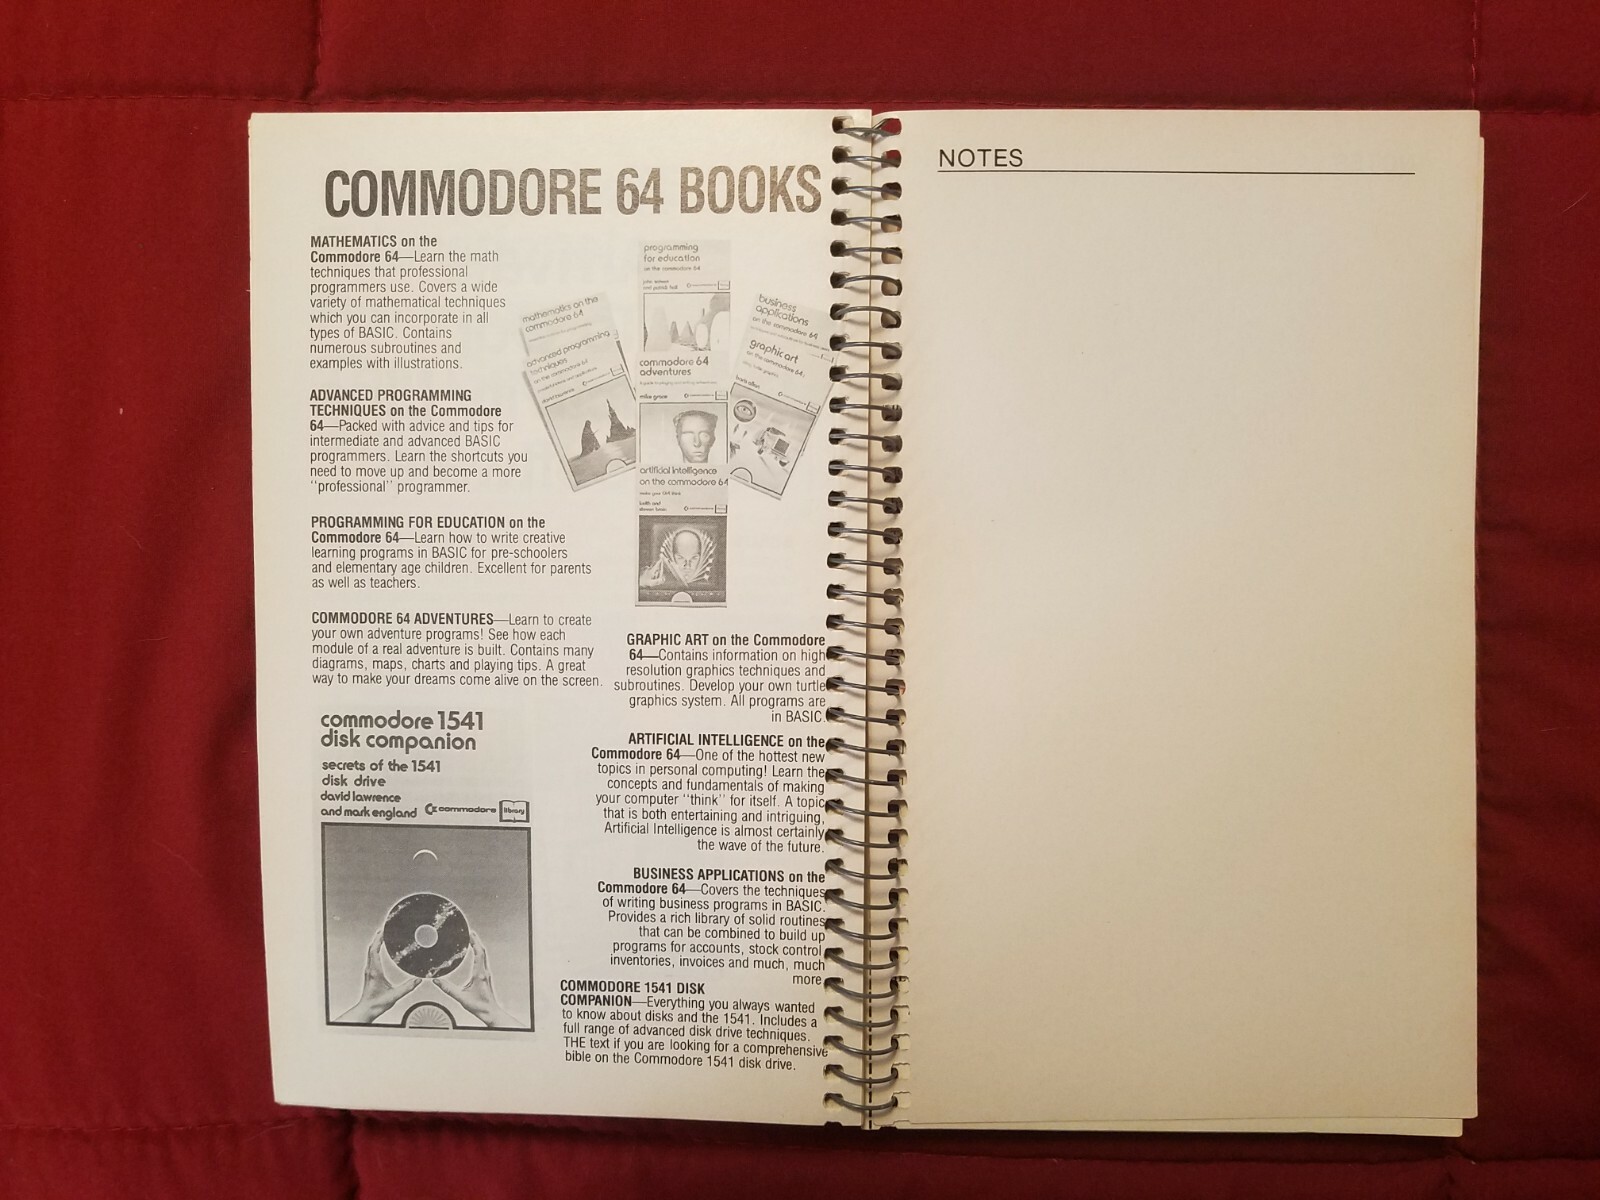 COMMODORE 64 BOOKS
MATHEMATICS on the
Commodore 64—Learn the math
techniques that professional
programmers use. Covers a wide
variety of mathematical techniques
which you can incorporate in all
types of BASIC. Contains
numerous subroutines and
examples with illustrations.
ADVANCED PROGRAMMING
TECHNIQUES on the Commodore
64—Packed with advice and tips for
intermediate and advanced BASIC
programmers. Learn the shortcuts you
need to move up and become a more
"professional" programmer.
PROGRAMMING FOR EDUCATION on the
Commodore 64—Learn how to write creative
learning programs in BASIC for pre-schoolers
and elementary age children. Excellent for parents
as well as teachers.
COMMODORE 64 ADVENTURES—Learn to create
your own adventure programs! See how each
module of a real adventure is built. Contains many
diagrams, maps, charts and playing tips. A great
way to make your dreams come alive on the screen.
mathematics on the
commodore 64
advanced programming
techniques
on the commodore 64
david lawrence
programming
for education
on the commodore 64
commodore 64
adventures
mike grace
artificial intelligence
on the commodore 64
make your 64 think
keith and
business
applications
on the commodore 64
graphic art
on the commodore 64
boris allan
commodore 1541
disk companion
secrets of the 1541
disk drive
david lawrence
and mark england
commodore library
GRAPHIC ART on the Commodore
64—Contains information on high
resolution graphics techniques and
subroutines. Develop your own turtle
graphics system. All programs are
in BASIC.
ARTIFICIAL INTELLIGENCE on the
Commodore 64—One of the hottest new
topics in personal computing! Learn the
concepts and fundamentals of making
your computer "think" for itself. A topic
that is both entertaining and intriguing,
Artificial Intelligence is almost certainly
the wave of the future.
BUSINESS APPLICATIONS on the
Commodore 64—Covers the techniques
of writing business programs in BASIC.
Provides a rich library of solid routines
that can be combined to build up
programs for accounts, stock control
inventories, invoices and much, much
more.
COMMODORE 1541 DISK
COMPANION—Everything you always wanted
to know about disks and the 1541. Includes a
full range of advanced disk drive techniques.
THE text if you are looking for a comprehensive
bible on the Commodore 1541 disk drive.
NOTES